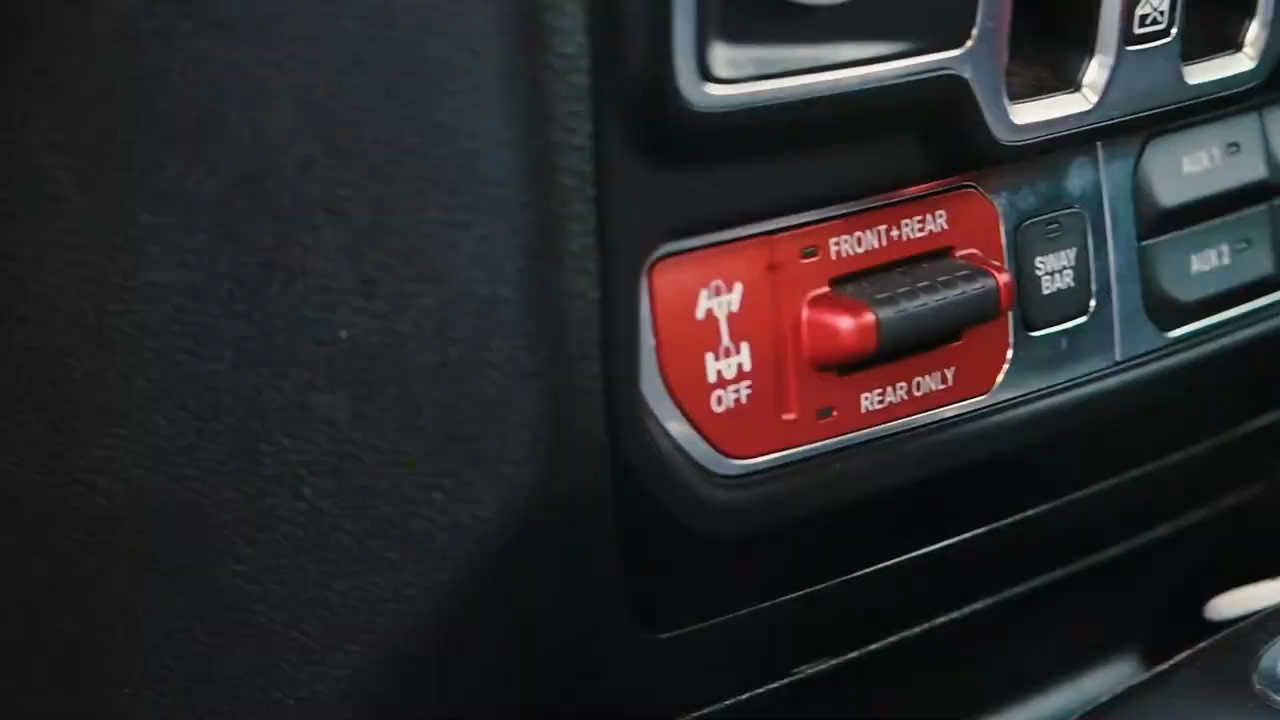 FRONT+REAR
OFF
REAR ONLY
SWAY
BAR
AUX 1
AUX 2